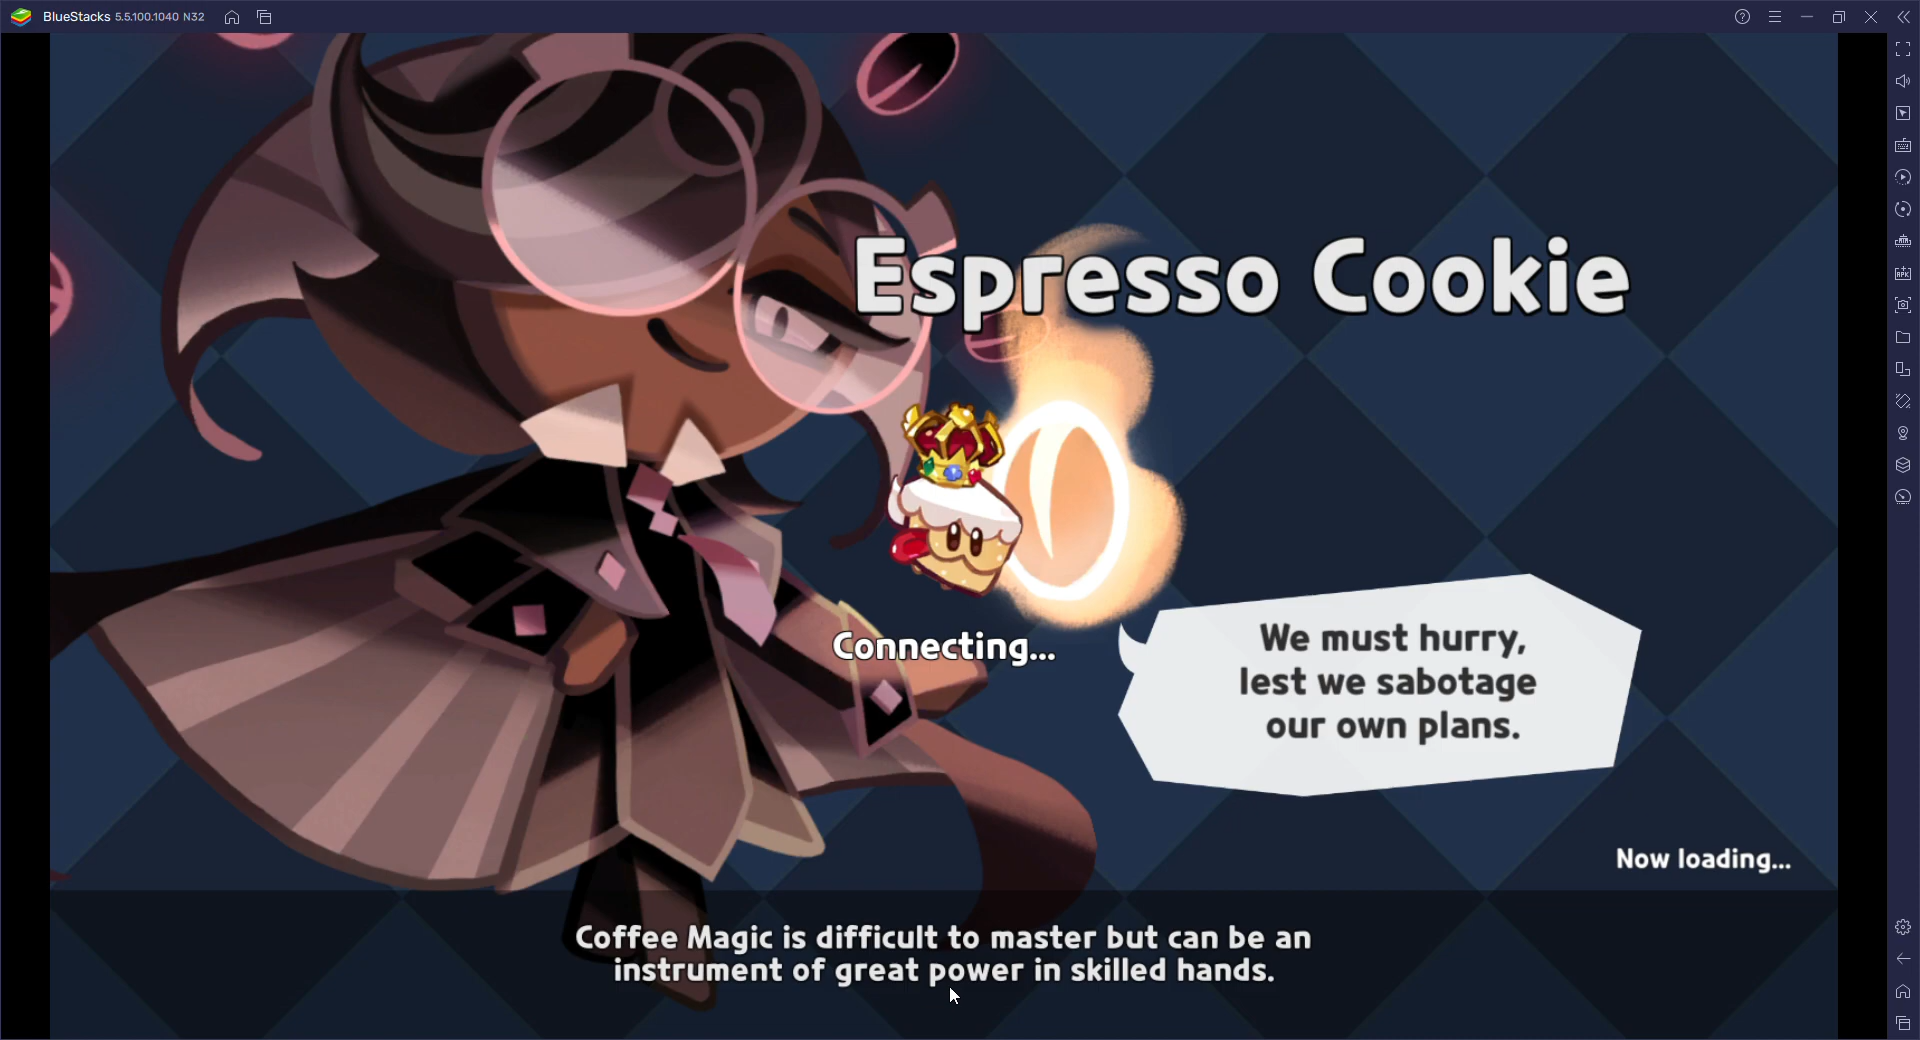 BlueStacks 5.5.100.1040 N32
Espresso Cookie
Connecting...
We must hurry,
lest we sabotage
our own plans.
Now loading...
Coffee Magic is difficult to master but can be an
instrument of great power in skilled hands.